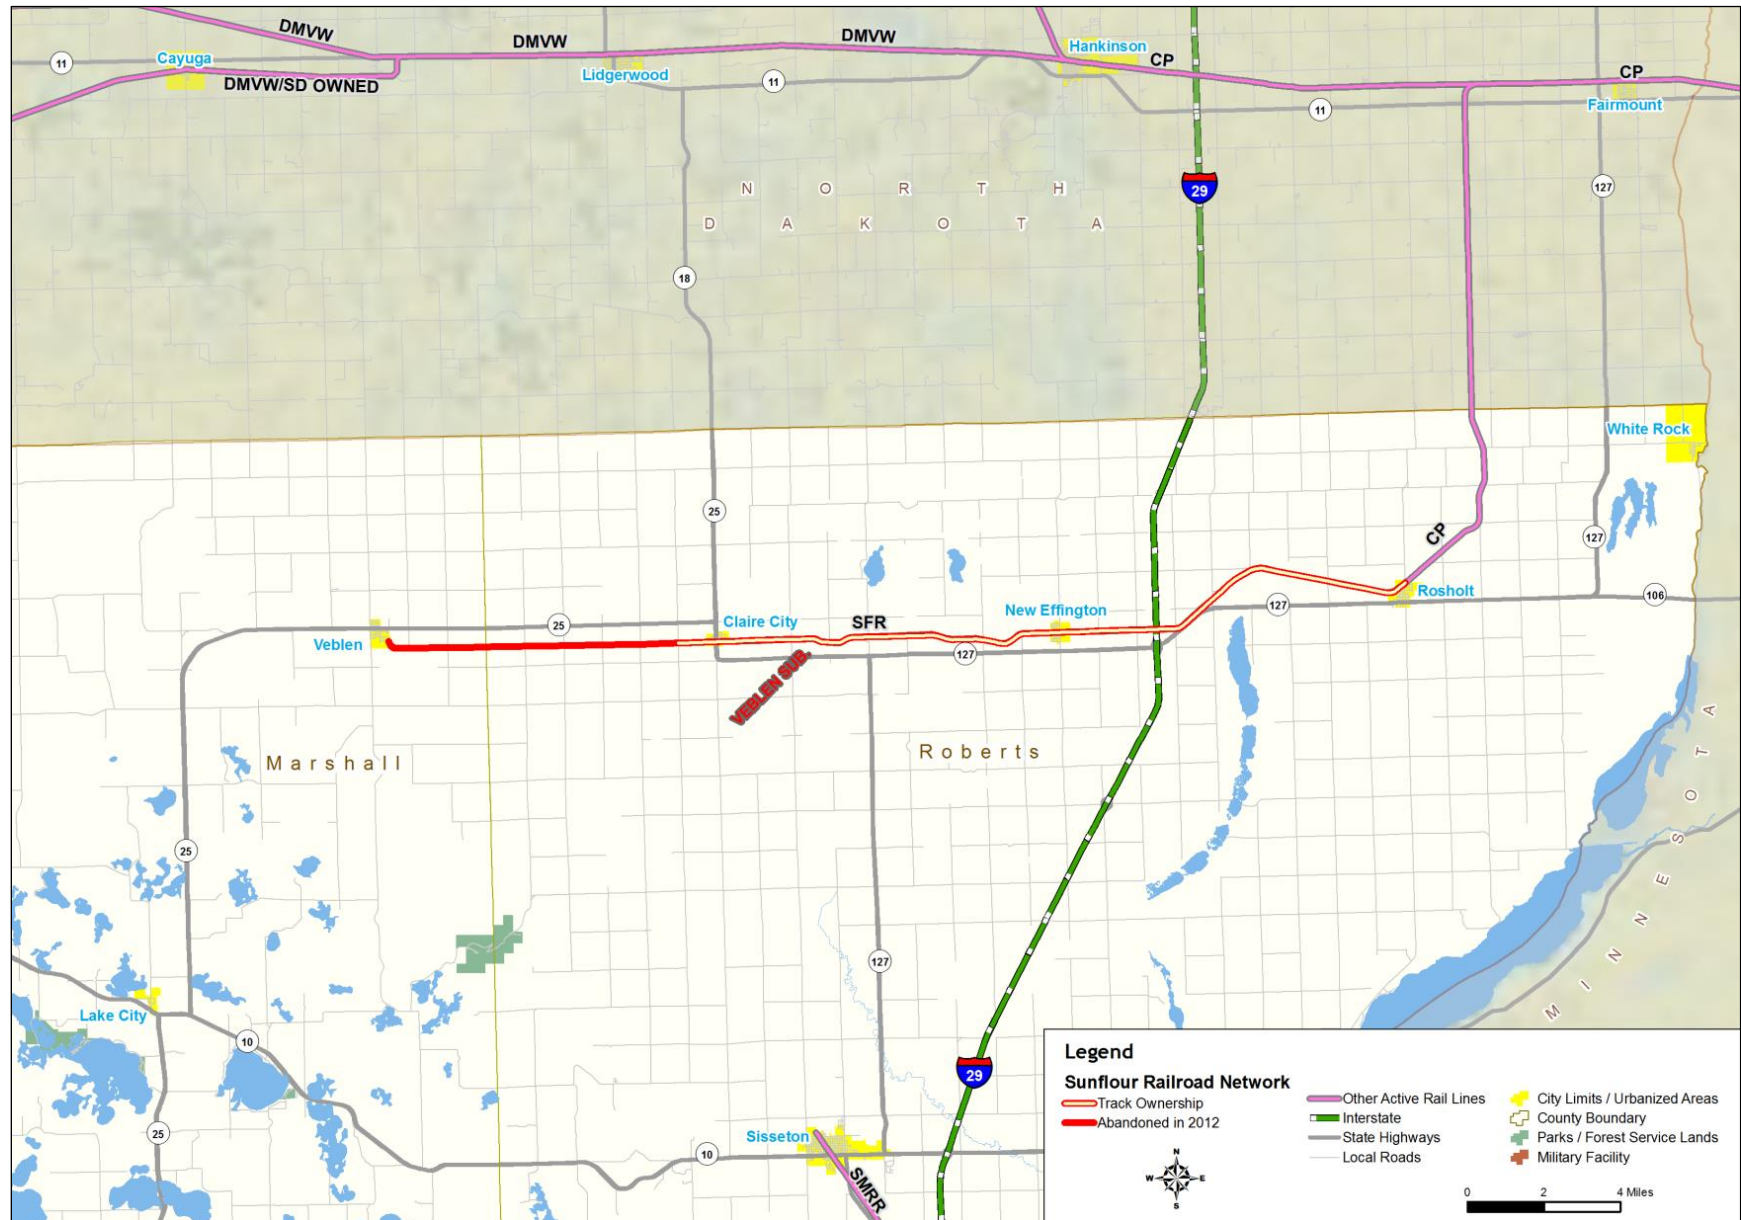 DMVW
DMVW
DMVW
Hankinson
CP
CP
11
Cayuga
DMVW/SD OWNED
Lidgerwood
11
11
Fairmount
NORTH
DAKOTA
29
127
18
White Rock
25
127
CP
Veblen
25
Claire City
SFR
New Effington
127
Rosholt
106
127
VEBLEN SUB.
Marshall
Roberts
MINNESOTA
25
127
Lake City
10
25
Sisseton
10
SMRR
29
Legend
Sunflour Railroad Network
Track Ownership
Abandoned in 2012
Other Active Rail Lines
Interstate
State Highways
Local Roads
City Limits / Urbanized Areas
County Boundary
Parks / Forest Service Lands
Military Facility
N
W E
S
0 2 4 Miles